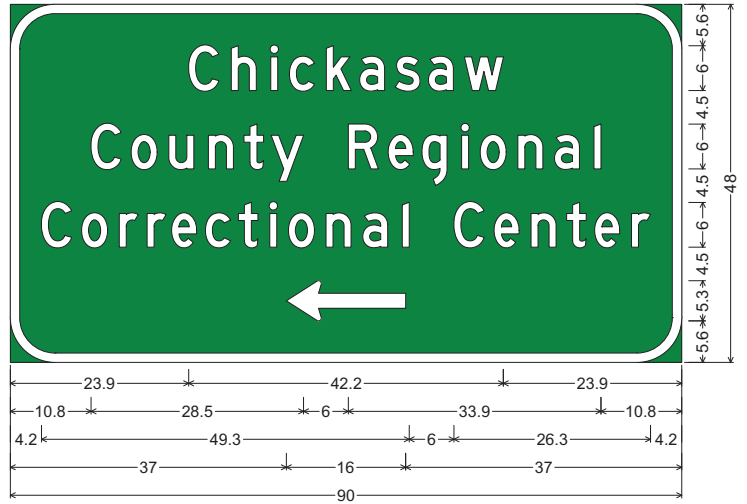 Chickasaw
County Regional
Correctional Center
5.6
6
4.5
6
4.5
6
4.5
5.3
5.6
48
23.9 42.2 23.9
10.8 28.5 6 33.9 10.8
4.2 49.3 6 26.3 4.2
37 16 37
90